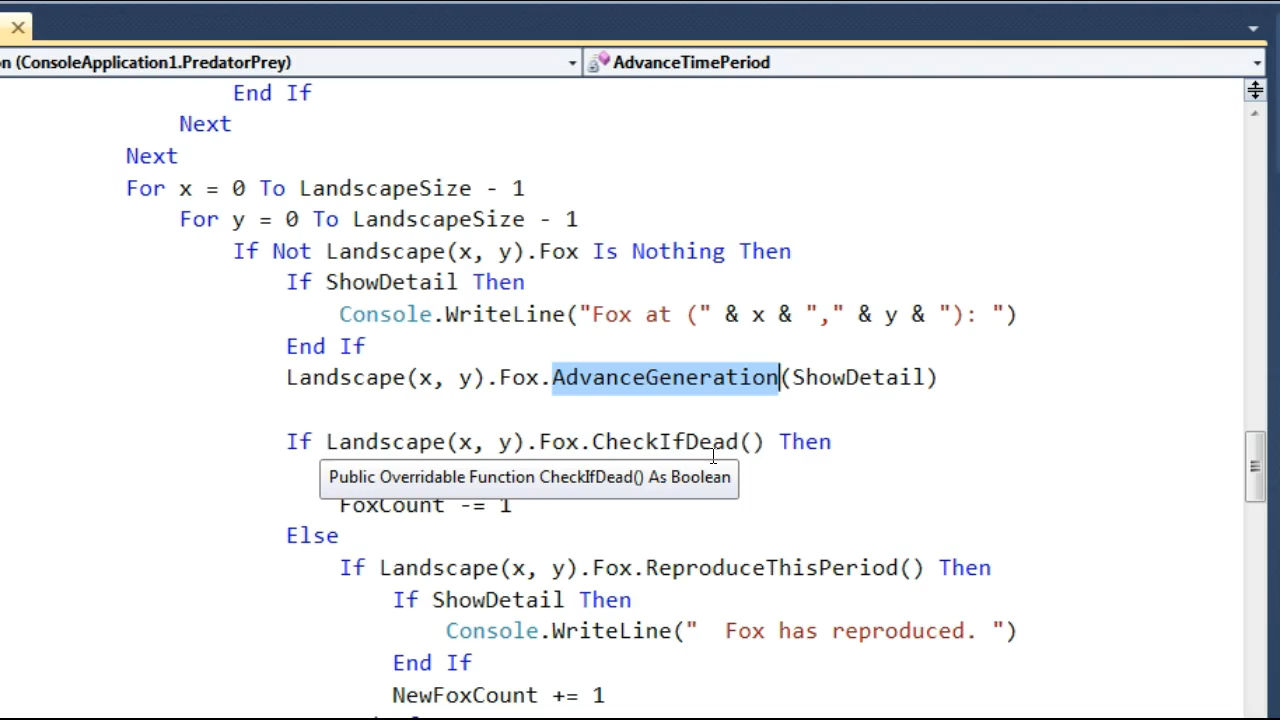 n (ConsoleApplication1.PredatorPrey)
AdvanceTimePeriod
End If
Next
Next
For x = 0 To LandscapeSize - 1
For y = 0 To LandscapeSize - 1
If Not Landscape(x, y).Fox Is Nothing Then
If ShowDetail Then
Console.WriteLine("Fox at (" & x & "," & y & "): ")
End If
Landscape(x, y).Fox.AdvanceGeneration(ShowDetail)
If Landscape(x, y).Fox.CheckIfDead() Then
Public Overridable Function CheckIfDead() As Boolean
FoxCount -= 1
Else
If Landscape(x, y).Fox.ReproduceThisPeriod() Then
If ShowDetail Then
Console.WriteLine("  Fox has reproduced. ")
End If
NewFoxCount += 1